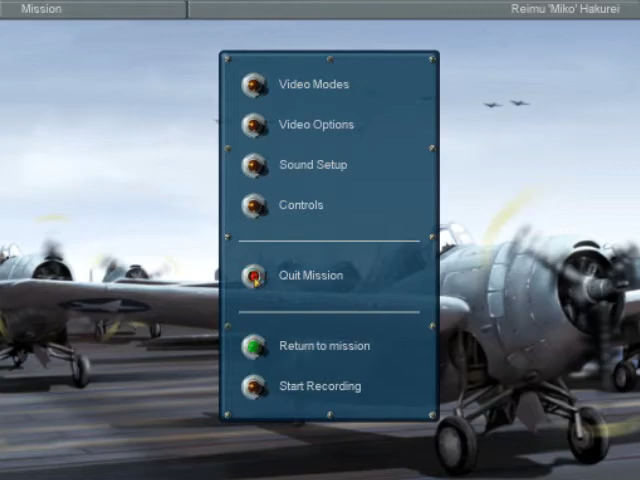 Mission
Reimu 'Miko' Hakurei
Video Modes
Video Options
Sound Setup
Controls
Quit Mission
Return to mission
Start Recording